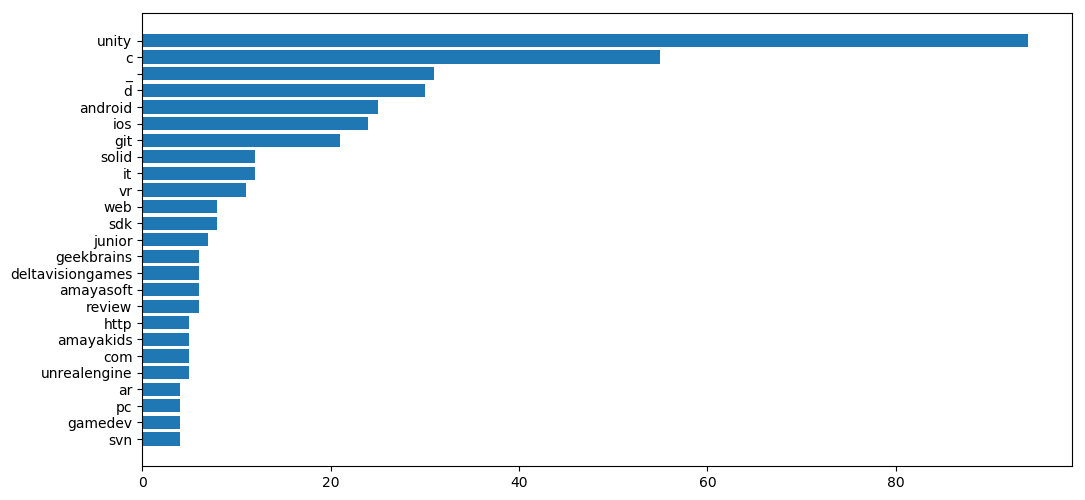 unity
c
_
d
android
ios
git
solid
it
vr
web
sdk
junior
geekbrains
deltavisiongames
amayasoft
review
http
amayakids
com
unrealengine
ar
pc
gamedev
svn
0 20 40 60 80